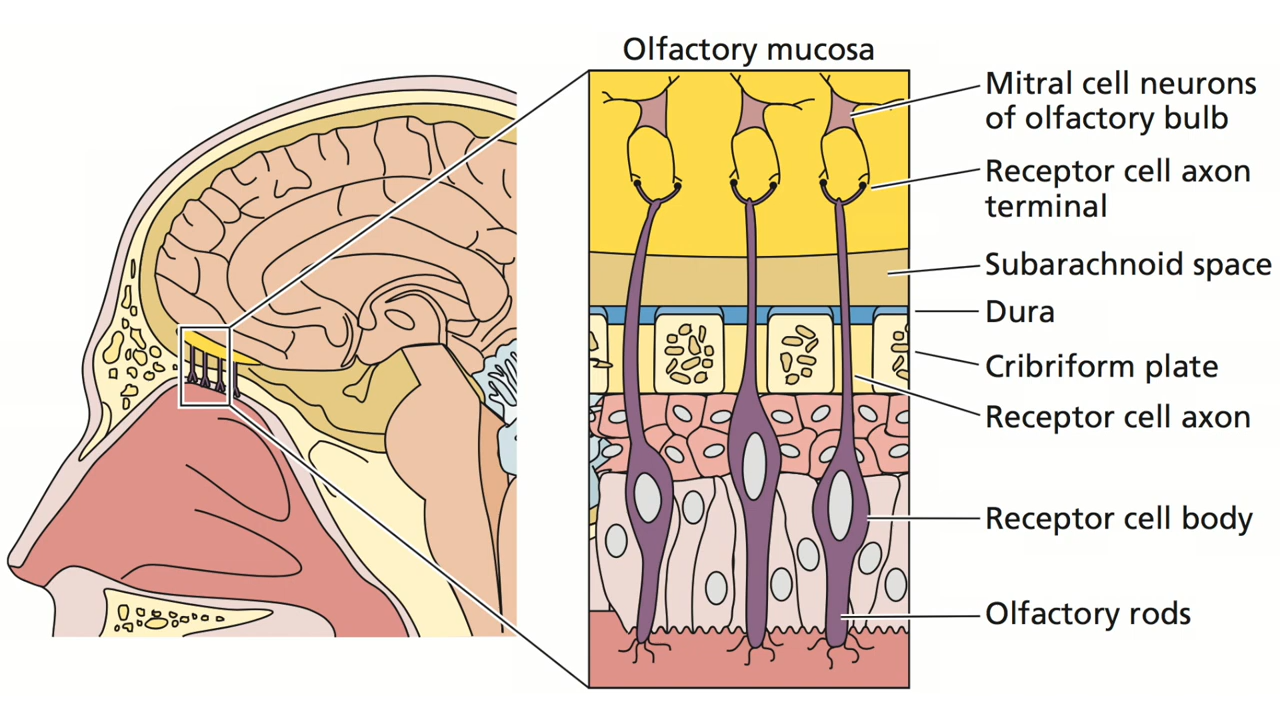 Olfactory mucosa
Mitral cell neurons
of olfactory bulb
Receptor cell axon
terminal
Subarachnoid space
Dura
Cribriform plate
Receptor cell axon
Receptor cell body
Olfactory rods